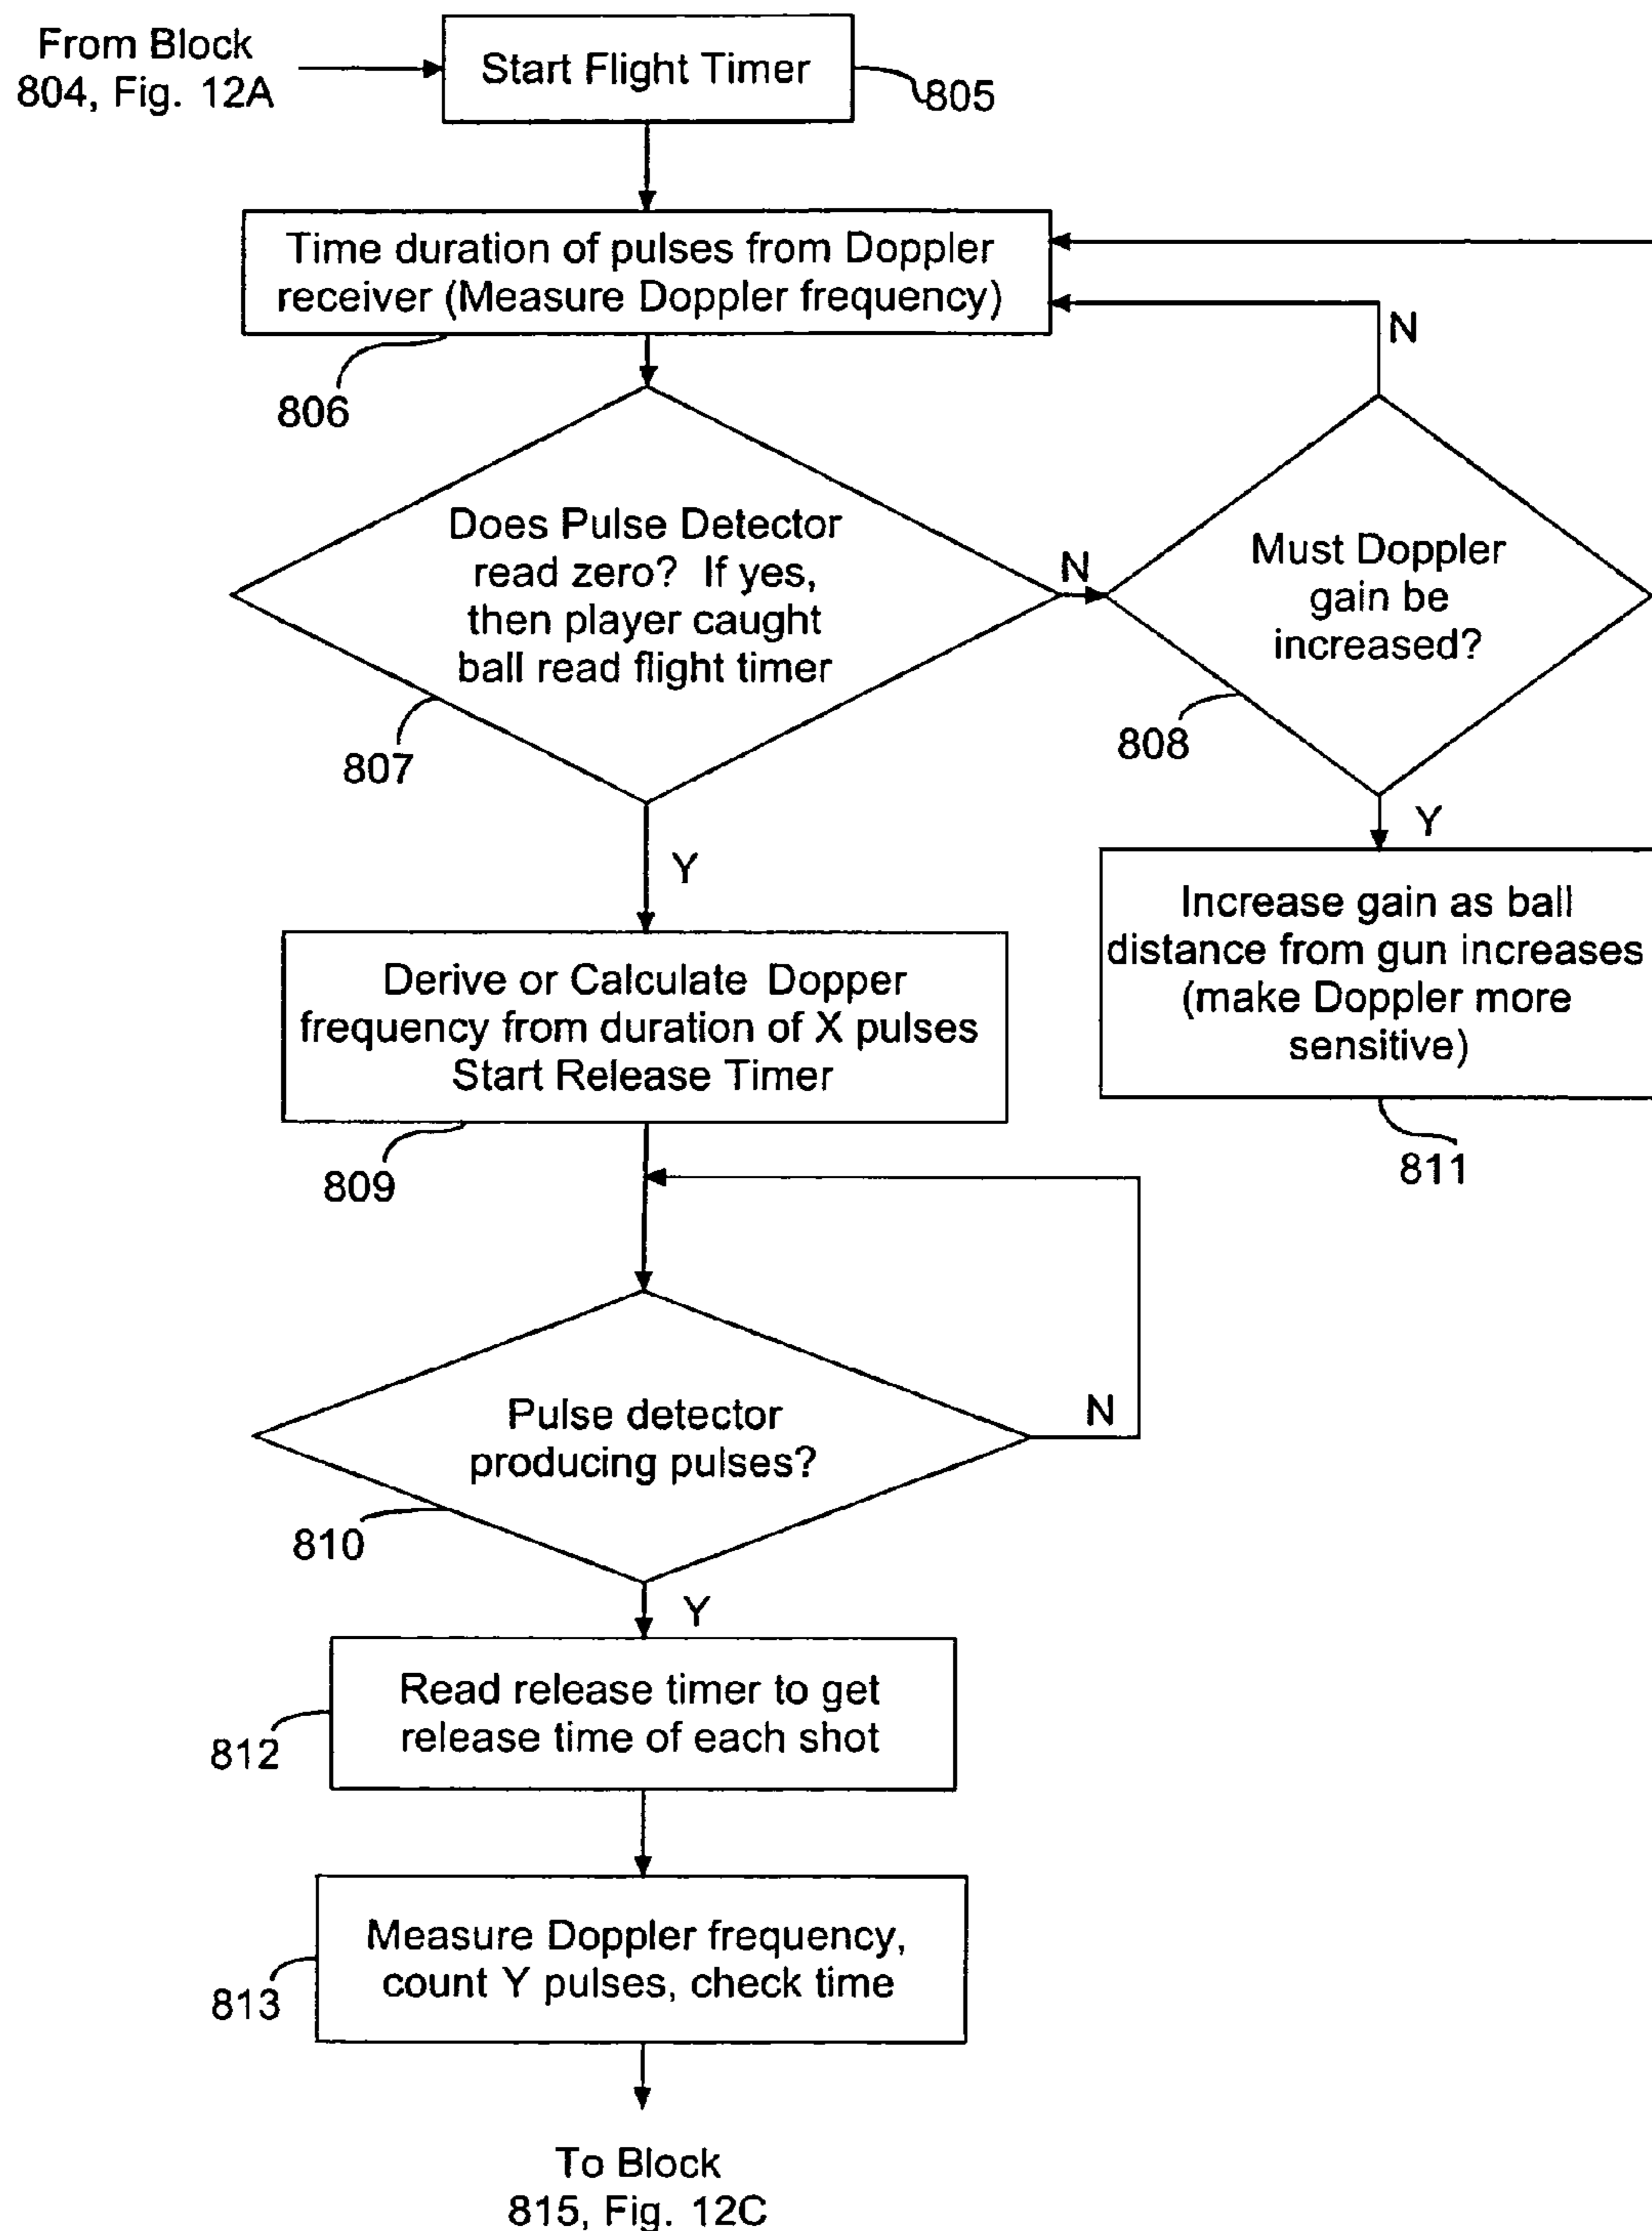 From Block
804, Fig. 12A
Start Flight Timer
805
Time duration of pulses from Doppler
receiver (Measure Doppler frequency)
806
N
Does Pulse Detector
read zero? If yes,
then player caught
ball read flight timer
807
N
Must Doppler
gain be
increased?
808
Y
Y
Increase gain as ball
distance from gun increases
(make Doppler more
sensitive)
811
Derive or Calculate Dopper
frequency from duration of X pulses
Start Release Timer
809
Pulse detector
producing pulses?
N
810
Y
Read release timer to get
release time of each shot
812
Measure Doppler frequency,
count Y pulses, check time
813
To Block
815, Fig. 12C